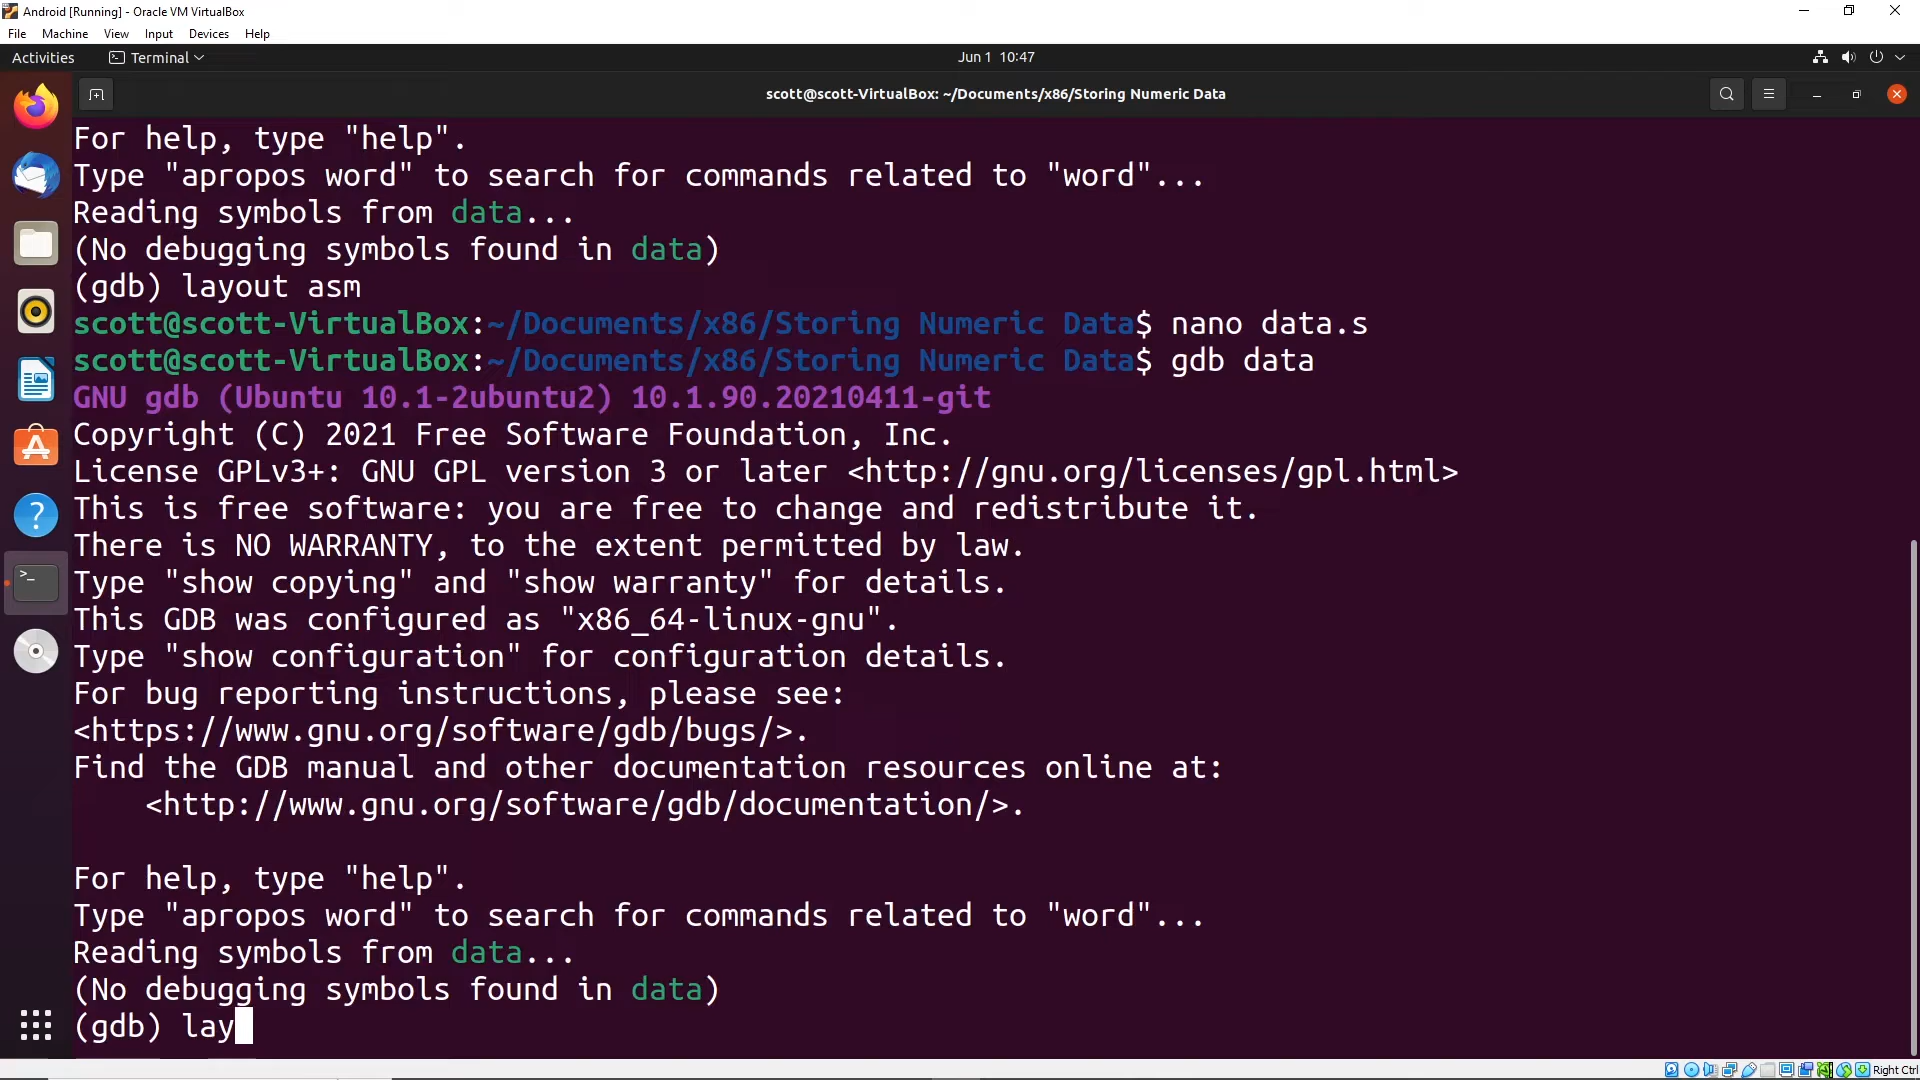 Android [Running] - Oracle VM VirtualBox
File Machine View Input Devices Help
Activities Terminal Jun 1 10:47
scott@scott-VirtualBox: ~/Documents/x86/Storing Numeric Data
For help, type "help".
Type "apropos word" to search for commands related to "word"...
Reading symbols from data...
(No debugging symbols found in data)
(gdb) layout asm
scott@scott-VirtualBox:~/Documents/x86/Storing Numeric Data$ nano data.s
scott@scott-VirtualBox:~/Documents/x86/Storing Numeric Data$ gdb data
GNU gdb (Ubuntu 10.1-2ubuntu2) 10.1.90.20210411-git
Copyright (C) 2021 Free Software Foundation, Inc.
License GPLv3+: GNU GPL version 3 or later <http://gnu.org/licenses/gpl.html>
This is free software: you are free to change and redistribute it.
There is NO WARRANTY, to the extent permitted by law.
Type "show copying" and "show warranty" for details.
This GDB was configured as "x86_64-linux-gnu".
Type "show configuration" for configuration details.
For bug reporting instructions, please see:
<https://www.gnu.org/software/gdb/bugs/>.
Find the GDB manual and other documentation resources online at:
    <http://www.gnu.org/software/gdb/documentation/>.
For help, type "help".
Type "apropos word" to search for commands related to "word"...
Reading symbols from data...
(No debugging symbols found in data)
(gdb) lay
Right Ctrl